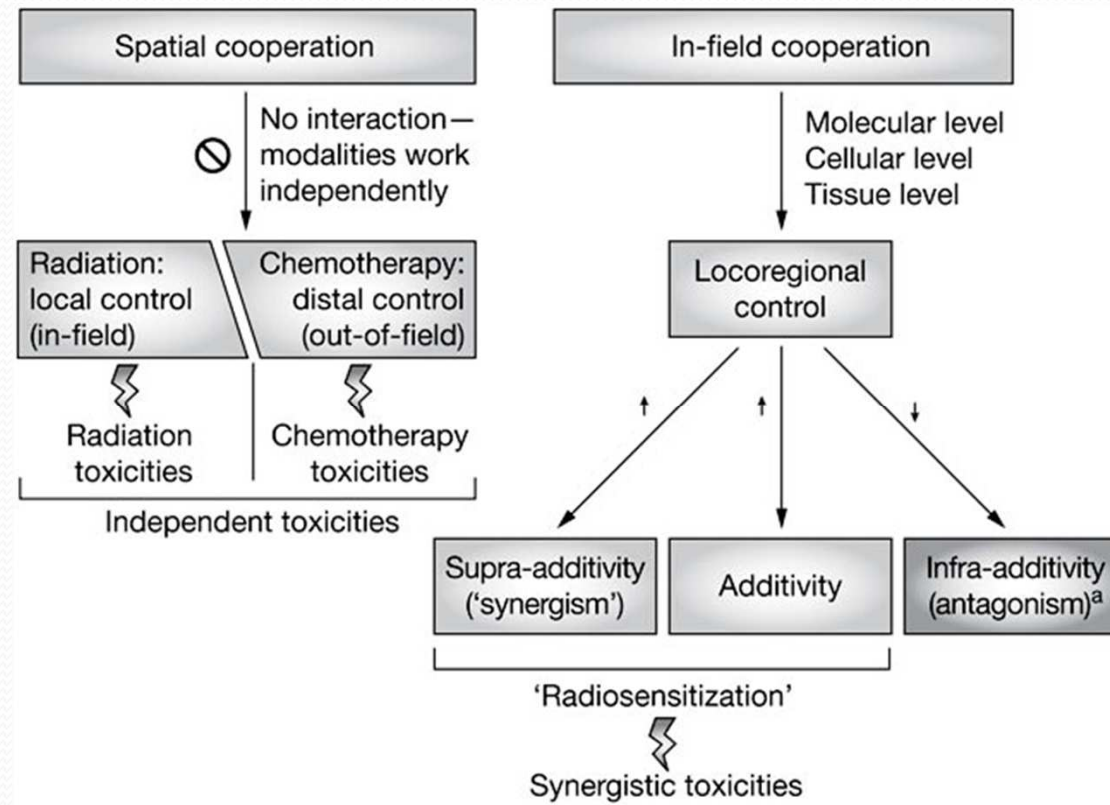 Spatial cooperation
No interaction—
modalities work
independently
Radiation:
local control
(in-field)
Chemotherapy:
distal control
(out-of-field)
Radiation
toxicities
Chemotherapy
toxicities
Independent toxicities
In-field cooperation
Molecular level
Cellular level
Tissue level
Locoregional
control
Supra-additivity
(‘synergism’)
Additivity
Infra-additivity
(antagonism)ª
‘Radiosensitization’
Synergistic toxicities